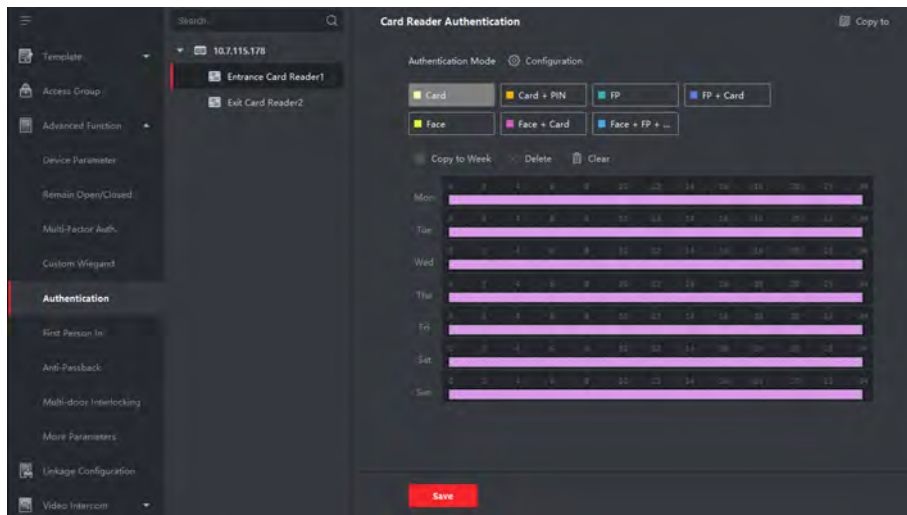 Search...
Template
Access Group
Advanced Function
Device Parameter
Remain Open/Closed
Multi-Factor Auth.
Custom Wiegand
Authentication
First Person In
Anti-Passback
Multi-door Interlocking
More Parameters
Linkage Configuration
Video Intercom
10.7.115.178
Entrance Card Reader1
Exit Card Reader2
Card Reader Authentication
Copy to
Authentication Mode
Configuration
Card
Card + PIN
FP
FP + Card
Face
Face + Card
Face + FP + ...
Copy to Week
Delete
Clear
Mon
Tue
Wed
Thu
Fri
Sat
Sun
Save